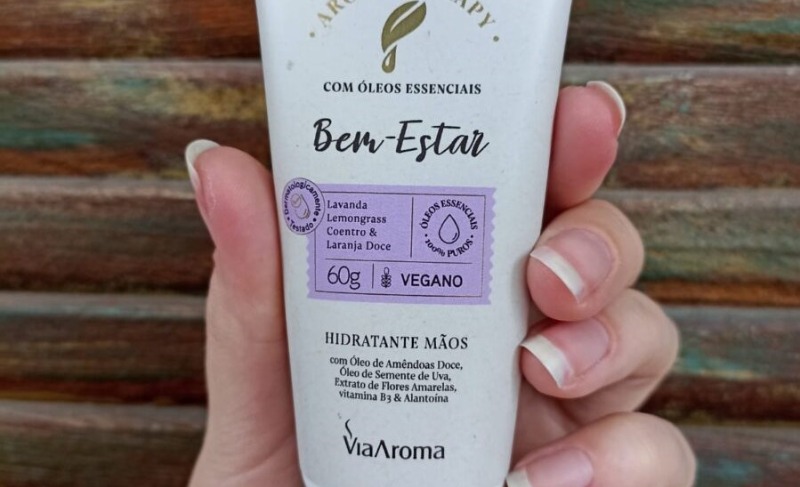 COM ÓLEOS ESSENCIAIS
Bem-Estar
Dermatologicamente
Testado
Lavanda
Lemongrass
Coentro &
Laranja Doce
ÓLEOS ESSENCIAIS
100% PUROS
60g
VEGANO
HIDRATANTE MÃOS
com Óleo de Amêndoas Doce,
Óleo de Semente de Uva,
Extrato de Flores Amarelas,
vitamina B3 & Alantoína
ViaAroma